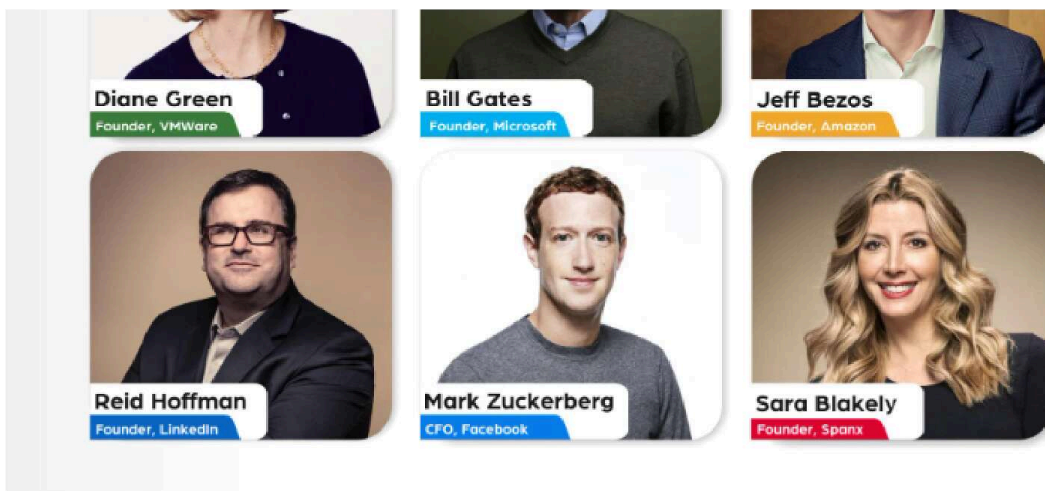 Diane Green
Founder, VMWare
Bill Gates
Founder, Microsoft
Jeff Bezos
Founder, Amazon
Reid Hoffman
Founder, LinkedIn
Mark Zuckerberg
CFO, Facebook
Sara Blakely
Founder, Spanx